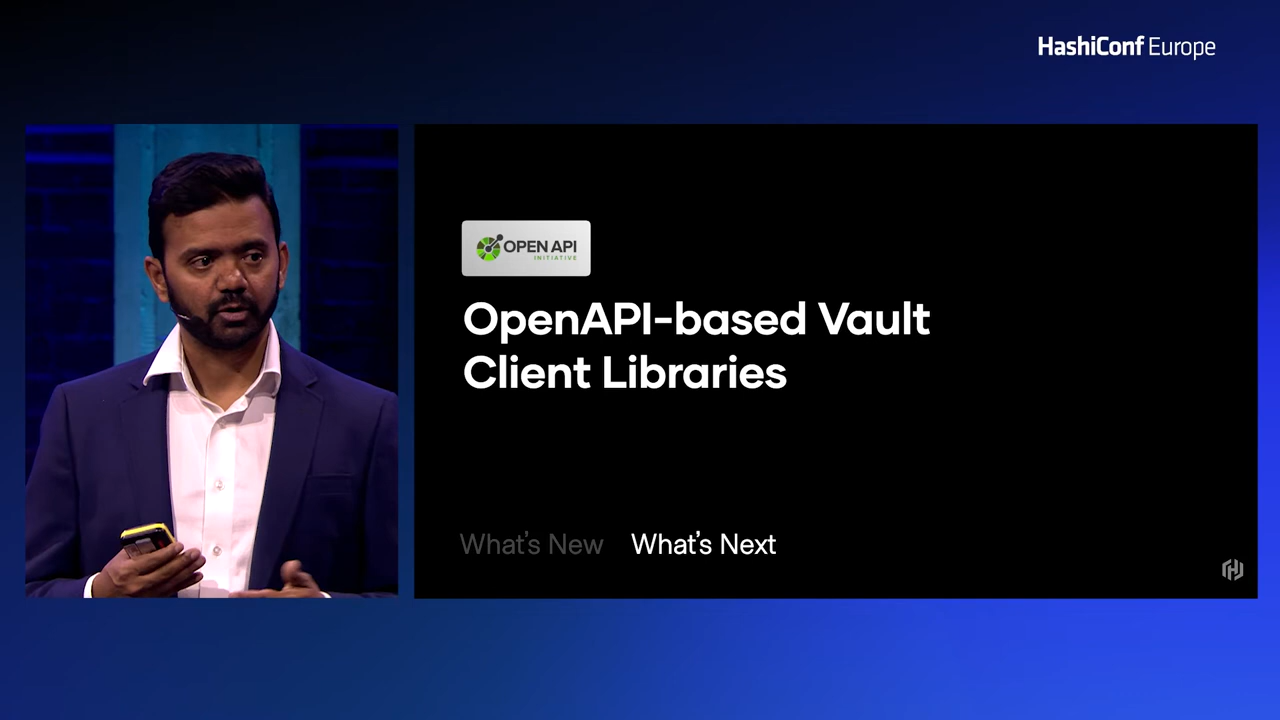 HashiConf Europe
OPEN API
INITIATIVE
OpenAPI-based Vault
Client Libraries
What's New What's Next